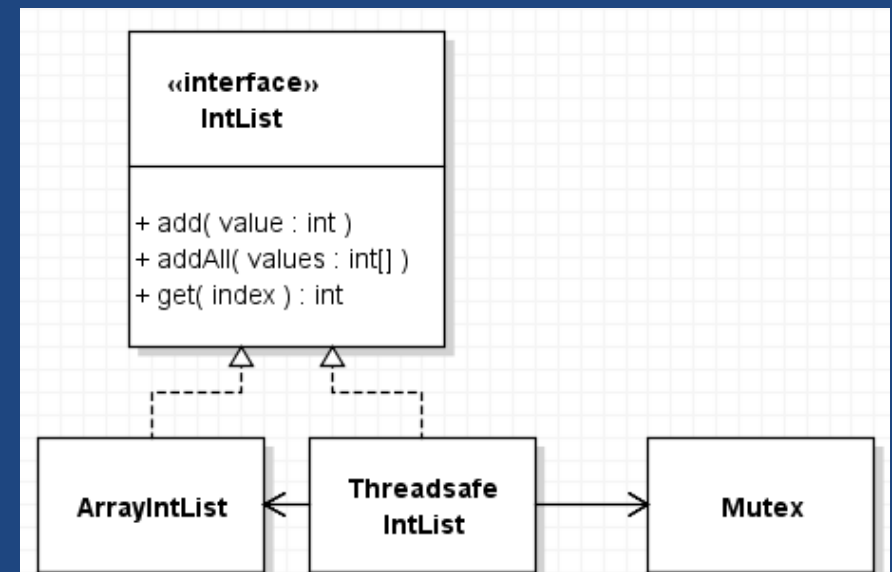 «interface»
IntList
+ add( value : int )
+ addAll( values : int[] )
+ get( index ) : int
ArrayIntList
Threadsafe
IntList
Mutex